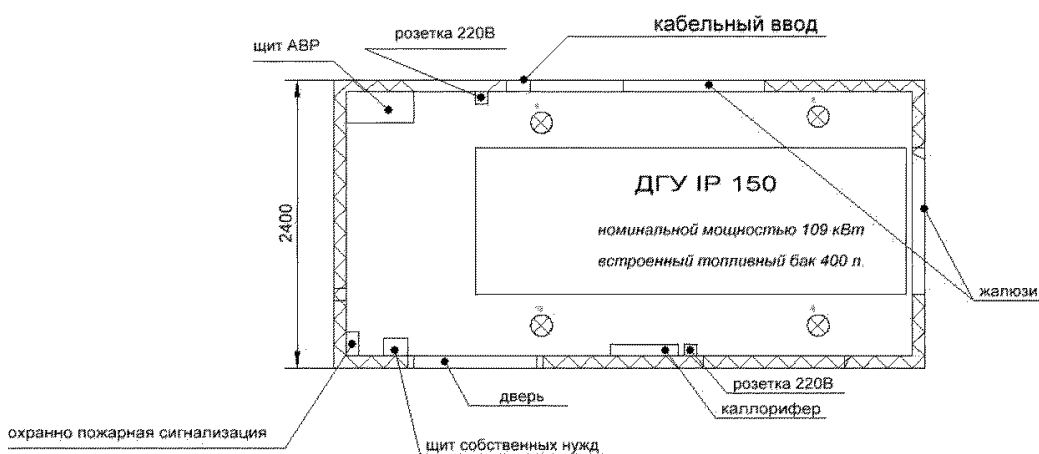 кабельный ввод
розетка 220В
щит АВР
2400
ДГУ IP 150
номинальной мощностью 109 кВт
встроенный топливный бак 400 л.
жалюзи
розетка 220В
дверь
каллорифер
охранно пожарная сигнализация
щит собственных нужд